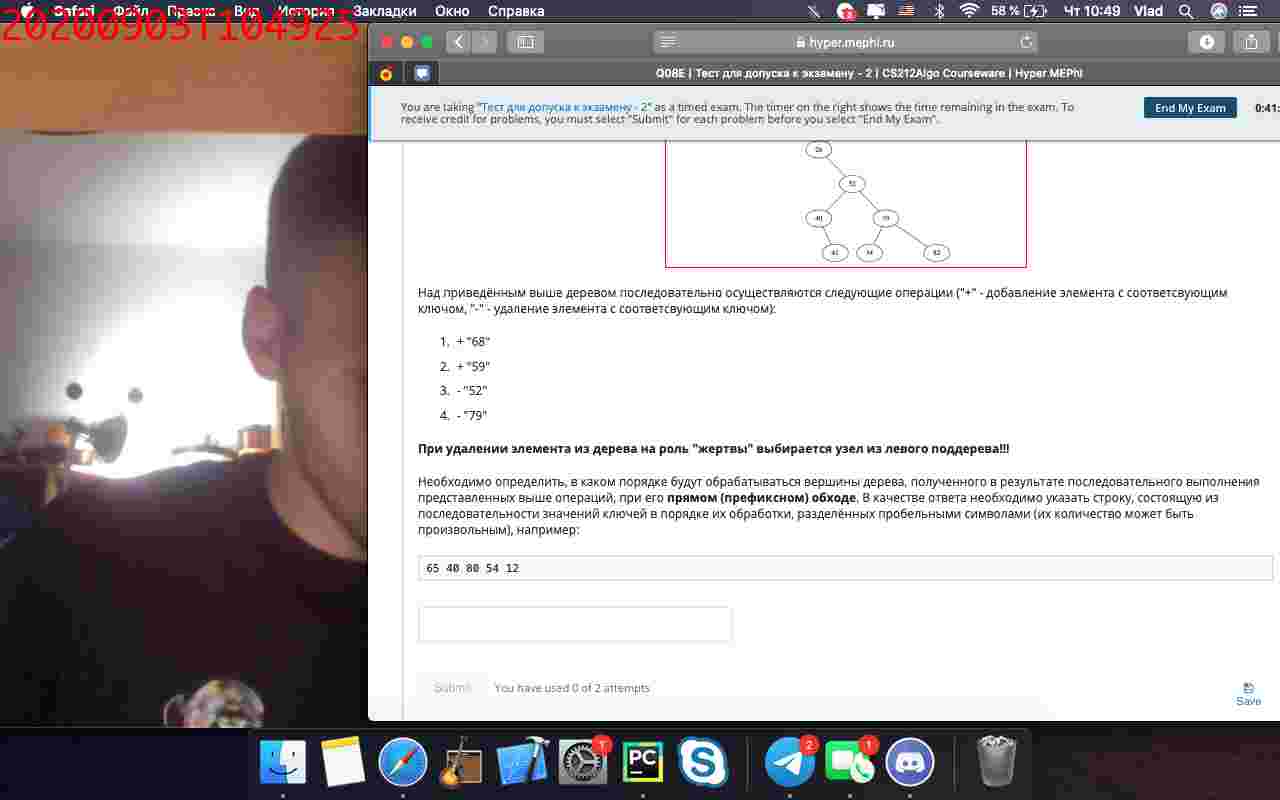 Safari Файл Правка Вид История Закладки Окно Справка 58 % Чт 10:49 Vlad
20200903T104925
hyper.mephi.ru
Q08E | Тест для допуска к экзамену - 2 | CS212Algo Courseware | Hyper.MEPhI
You are taking "Тест для допуска к экзамену - 2" as a timed exam. The timer on the right shows the time remaining in the exam. To
receive credit for problems, you must select "Submit" for each problem before you select "End My Exam".
End My Exam
0:41:
52
40
82
Над приведённым выше деревом последовательно осуществляются следующие операции ("+" - добавление элемента с соответсвующим
ключом, "-" - удаление элемента с соответсвующим ключом):
1. + "68"
2. + "59"
3. - "52"
4. - "79"
При удалении элемента из дерева на роль "жертвы" выбирается узел из левого поддерева!!!
Необходимо определить, в каком порядке будут обрабатываться вершины дерева, полученного в результате последовательного выполнения
представленных выше операций, при его прямом (префиксном) обходе. В качестве ответа необходимо указать строку, состоящую из
последовательности значений ключей в порядке их обработки, разделённых пробельными символами (их количество может быть
произвольным), например:
65 40 80 54 12
Submit
You have used 0 of 2 attempts
Save
1
PC
2
1